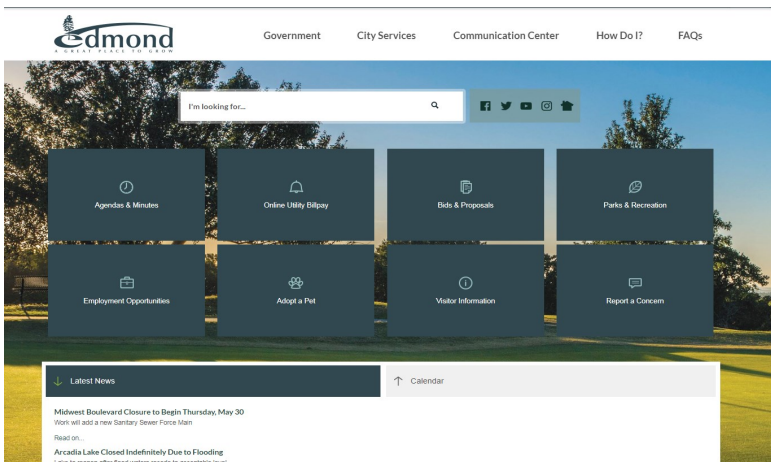 edmond
A GREAT PLACE TO GROW
Government City Services Communication Center How Do I? FAQs
I'm looking for...
Agendas & Minutes Online Utility Billpay Bids & Proposals Parks & Recreation
Employment Opportunities Adopt a Pet Visitor Information Report a Concern
Latest News Calendar
Midwest Boulevard Closure to Begin Thursday, May 30
Work will add a new Sanitary Sewer Force Main
Read on...
Arcadia Lake Closed Indefinitely Due to Flooding